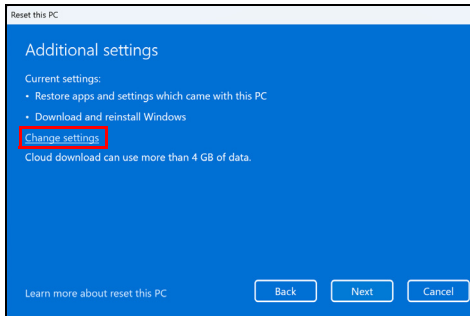 Reset this PC
Additional settings
Current settings:
• Restore apps and settings which came with this PC
• Download and reinstall Windows
Change settings
Cloud download can use more than 4 GB of data.
Learn more about reset this PC
Back
Next
Cancel